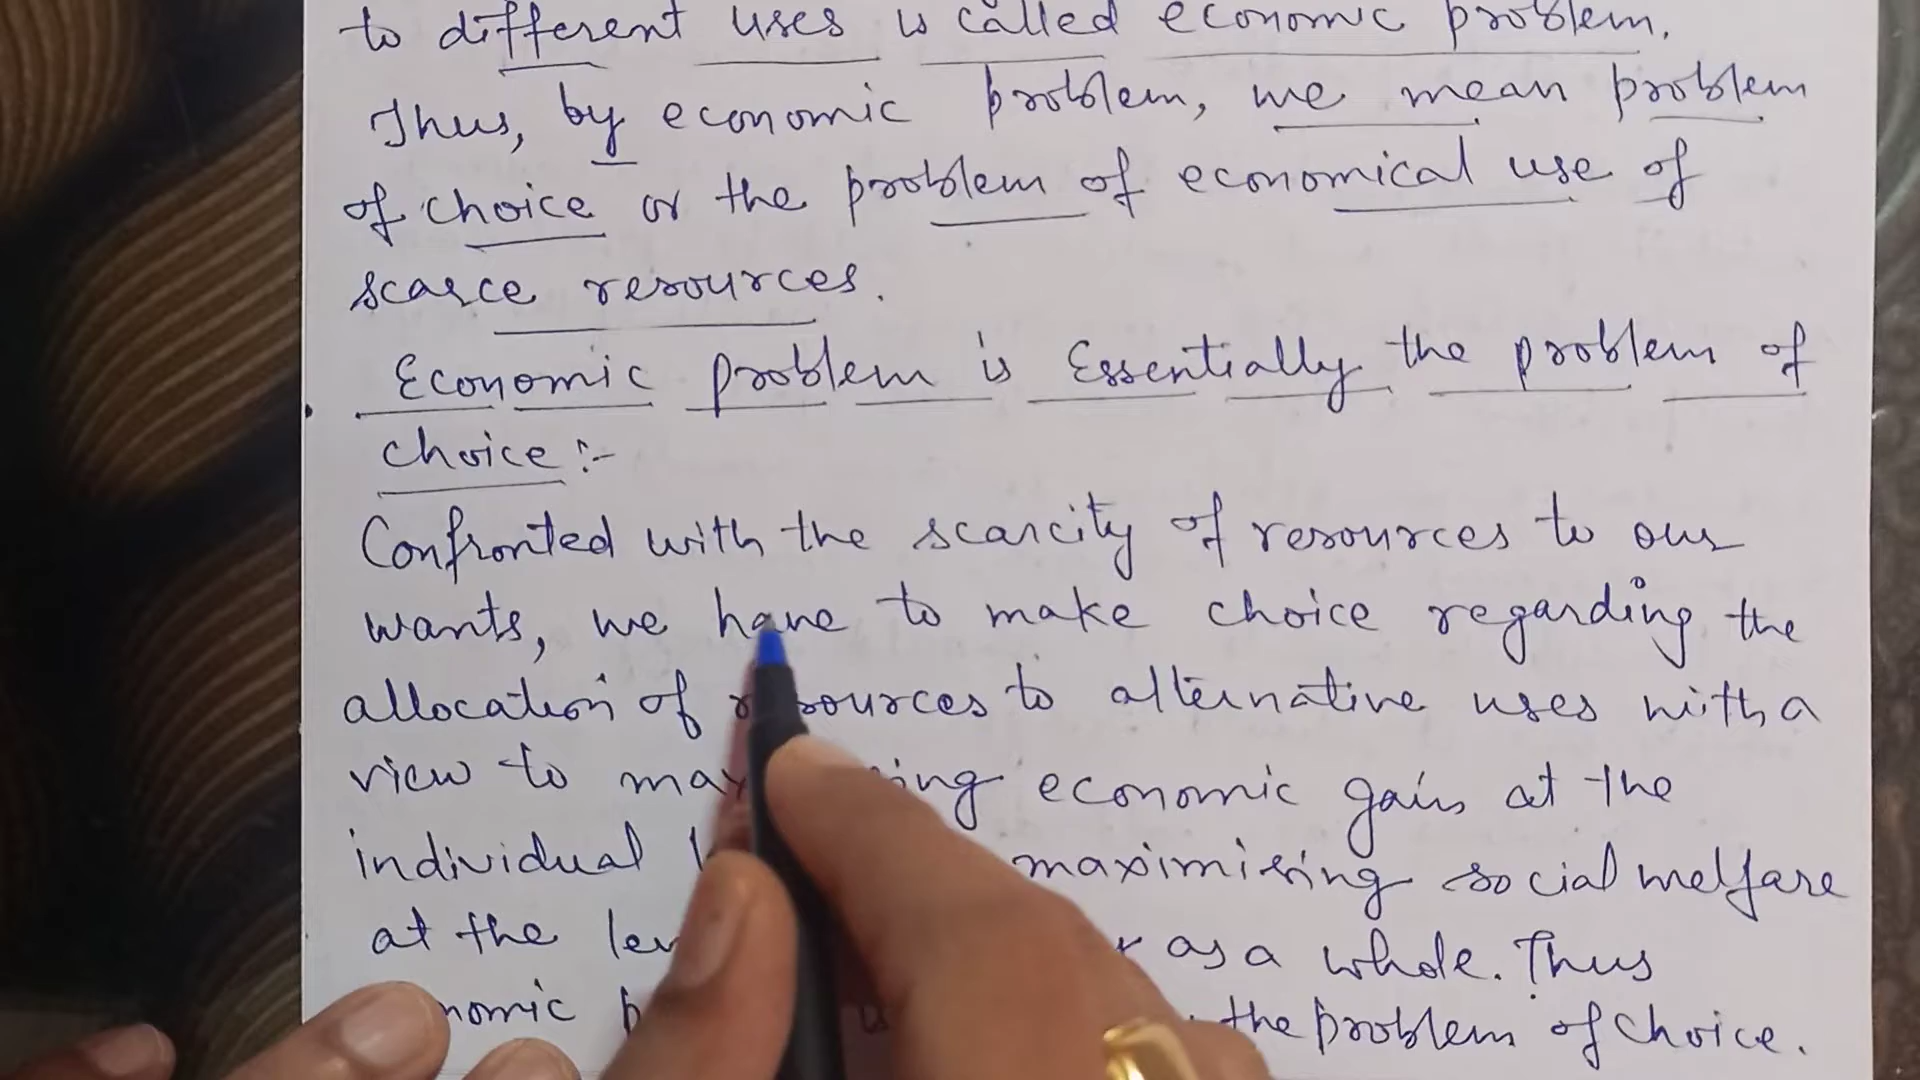 to different uses is called economic problem.
Thus, by economic problem, we mean problem
of choice or the problem of economical use of
scarce resources.
Economic problem is Essentially the problem of
choice :-
Confronted with the scarcity of resources to our
wants, we have to make choice regarding the
allocation of resources to alternative uses with a
view to economic gain at the
individual maximising social welfare
at the as a whole. Thus
the problem of choice.